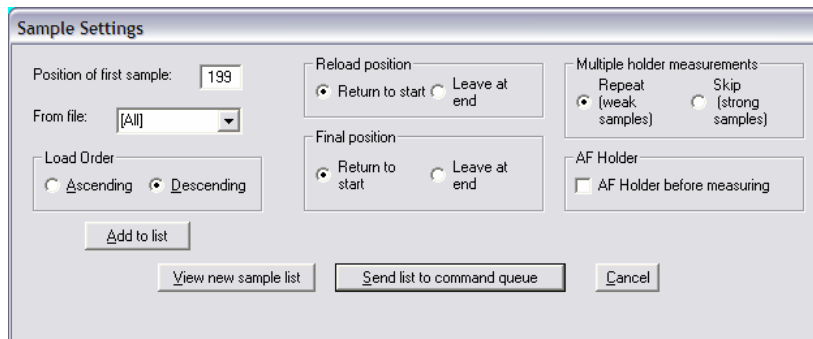 Sample Settings
Position of first sample: 199
From file: [All]
Load Order
Ascending Descending
Add to list
Reload position
Return to start Leave at
end
Final position
Return to Leave at
start end
Multiple holder measurements
Repeat Skip
(weak (strong
samples) samples)
AF Holder
AF Holder before measuring
View new sample list Send list to command queue Cancel